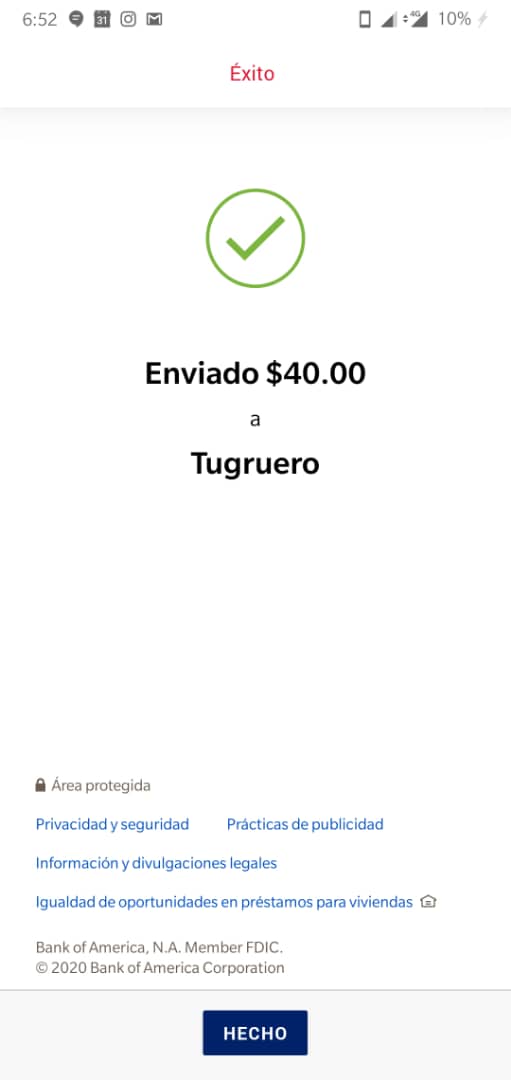 6:52 31 4G 10%
Éxito
Enviado $40.00
a
Tugruero
Área protegida
Privacidad y seguridad Prácticas de publicidad
Información y divulgaciones legales
Igualdad de oportunidades en préstamos para viviendas
Bank of America, N.A. Member FDIC.
© 2020 Bank of America Corporation
HECHO